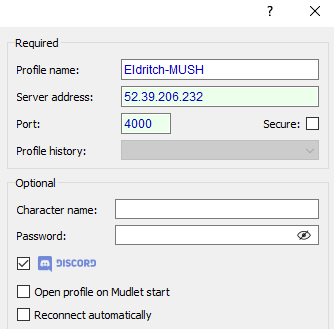 ?
Required
Profile name: Eldritch-MUSH
Server address: 52.39.206.232
Port: 4000 Secure:
Profile history:
Optional
Character name:
Password:
DISCORD
Open profile on Mudlet start
Reconnect automatically